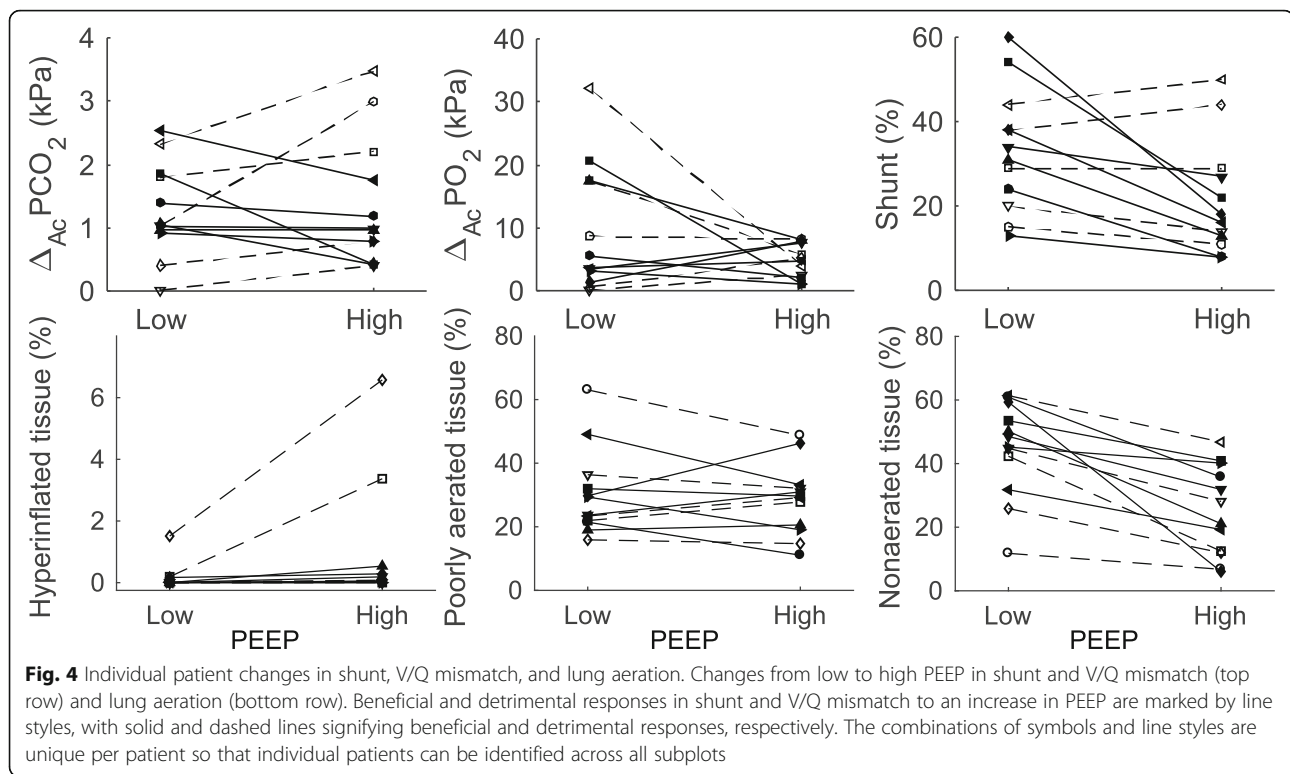 Δ_Ac PCO_2 (kPa)
4
3
2
1
0
Low
High
Δ_Ac PO_2 (kPa)
40
30
20
10
0
Low
High
Shunt (%)
60
40
20
0
Low
High
Hyperinflated tissue (%)
6
4
2
0
Low
High
PEEP
Poorly aerated tissue (%)
80
60
40
20
0
Low
High
PEEP
Nonaerated tissue (%)
80
60
40
20
0
Low
High
PEEP
Fig. 4 Individual patient changes in shunt, V/Q mismatch, and lung aeration. Changes from low to high PEEP in shunt and V/Q mismatch (top
row) and lung aeration (bottom row). Beneficial and detrimental responses in shunt and V/Q mismatch to an increase in PEEP are marked by line
styles, with solid and dashed lines signifying beneficial and detrimental responses, respectively. The combinations of symbols and line styles are
unique per patient so that individual patients can be identified across all subplots